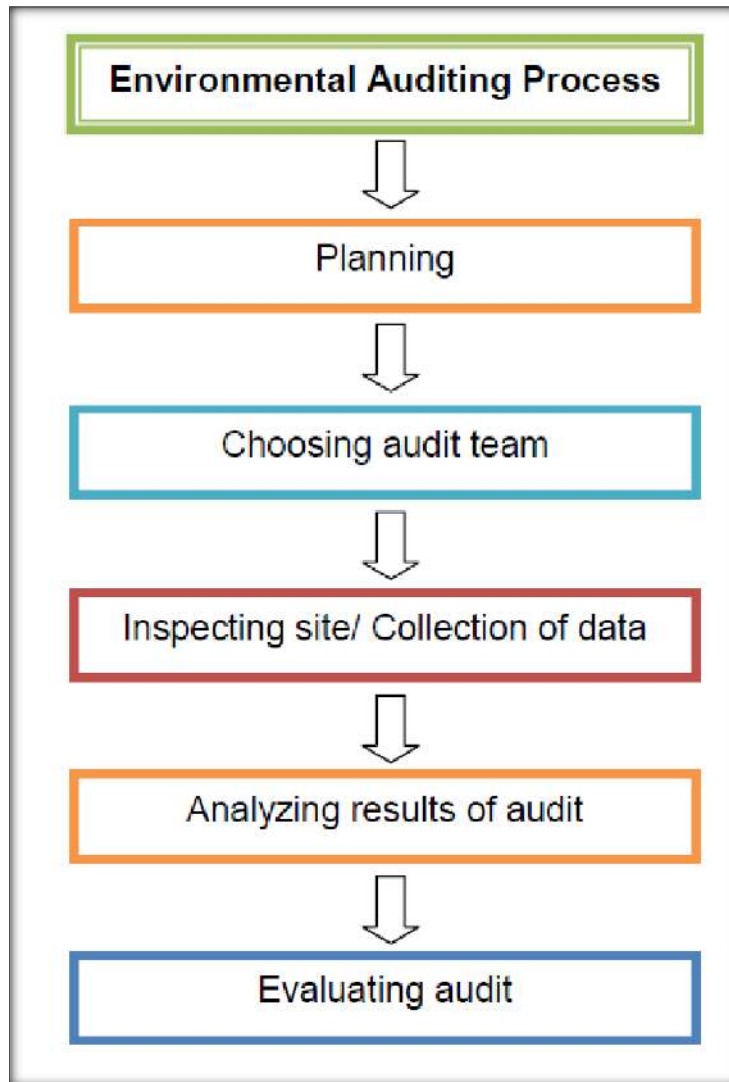 Environmental Auditing Process
Planning
Choosing audit team
Inspecting site/ Collection of data
Analyzing results of audit
Evaluating audit